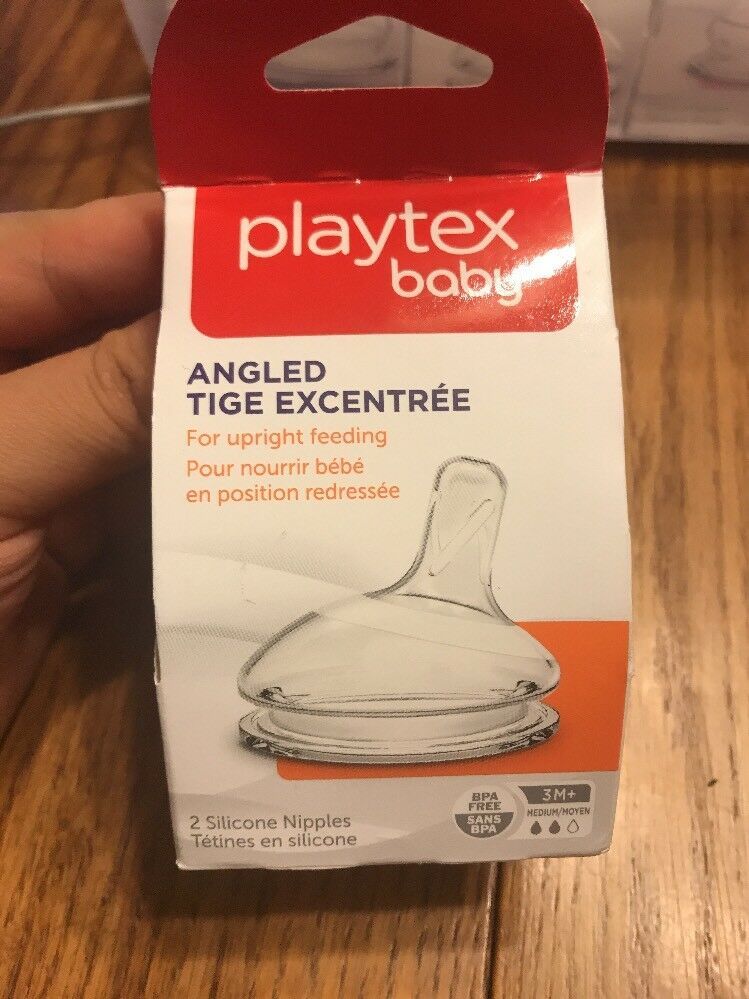 playtex
baby
ANGLED
TIGE EXCENTRÉE
For upright feeding
Pour nourrir bébé
en position redressée
2 Silicone Nipples
Tétines en silicone
BPA
FREE
SANS
BPA
3M+
MEDIUM/MOYEN